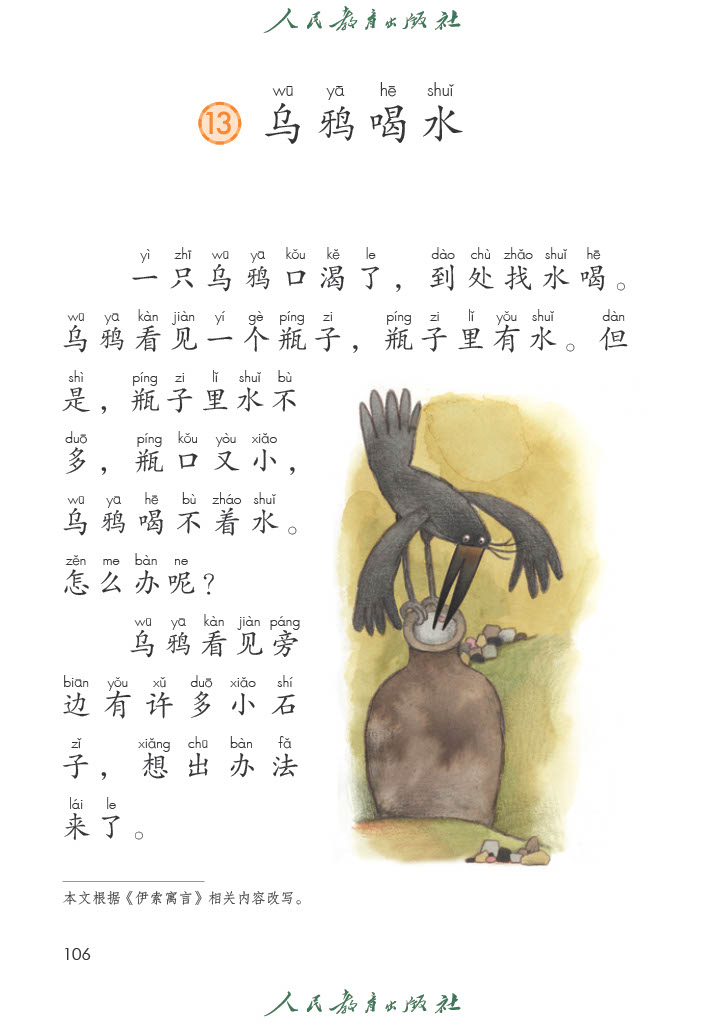 人民教育出版社
wū yā hē shuǐ
13 乌鸦喝水
yì zhī wū yā kǒu kě le dào chù zhǎo shuǐ hē
一只乌鸦口渴了，到处找水喝。
wū yā kàn jiàn yí gè píng zi píng zi lǐ yǒu shuǐ dàn
乌鸦看见一个瓶子，瓶子里有水。但
shì píng zi lǐ shuǐ bù
是，瓶子里水不
duō píng kǒu yòu xiǎo
多，瓶口又小，
wū yā hē bù zháo shuǐ
乌鸦喝不着水。
zěn me bàn ne
怎么办呢？
wū yā kàn jiàn páng
乌鸦看见旁
biān yǒu xǔ duō xiǎo shí
边有许多小石
zǐ xiǎng chū bàn fǎ
子，想出办法
lái le
来了。
本文根据《伊索寓言》相关内容改写。
106
人民教育出版社